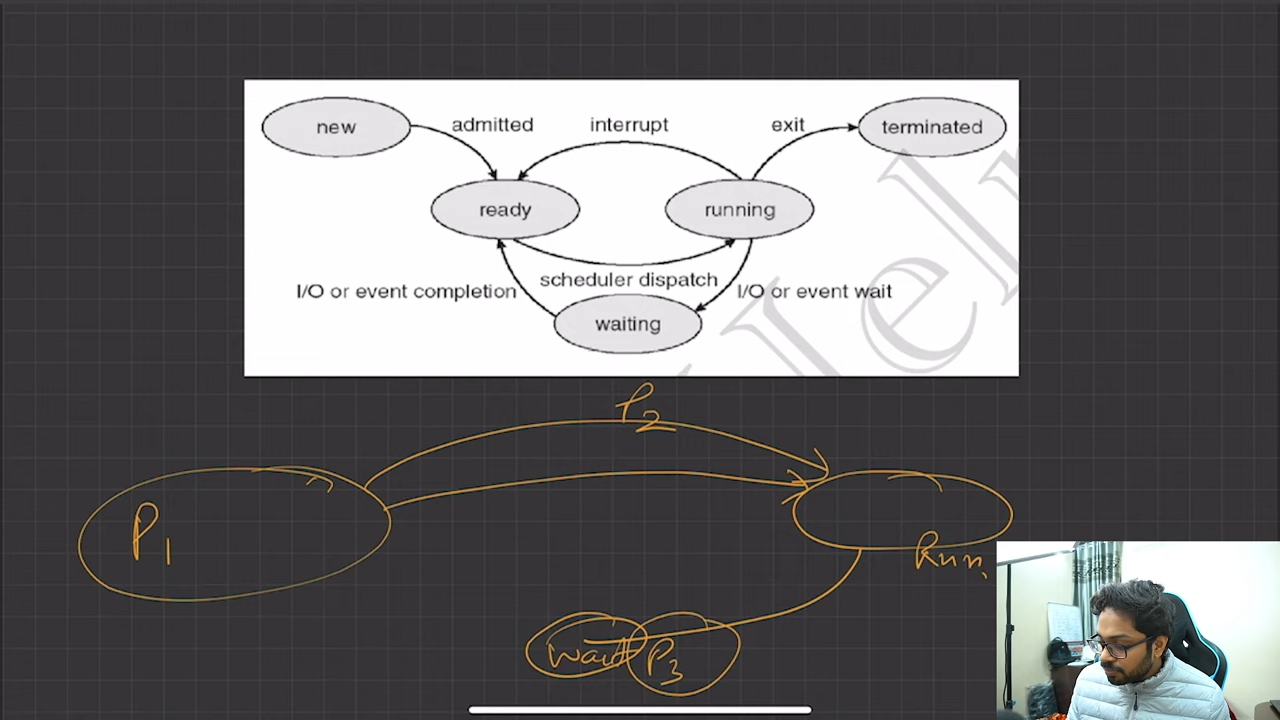 new
admitted
interrupt
exit
terminated
ready
running
scheduler dispatch
I/O or event completion
I/O or event wait
waiting
P2
P1
Run.
wait
P3